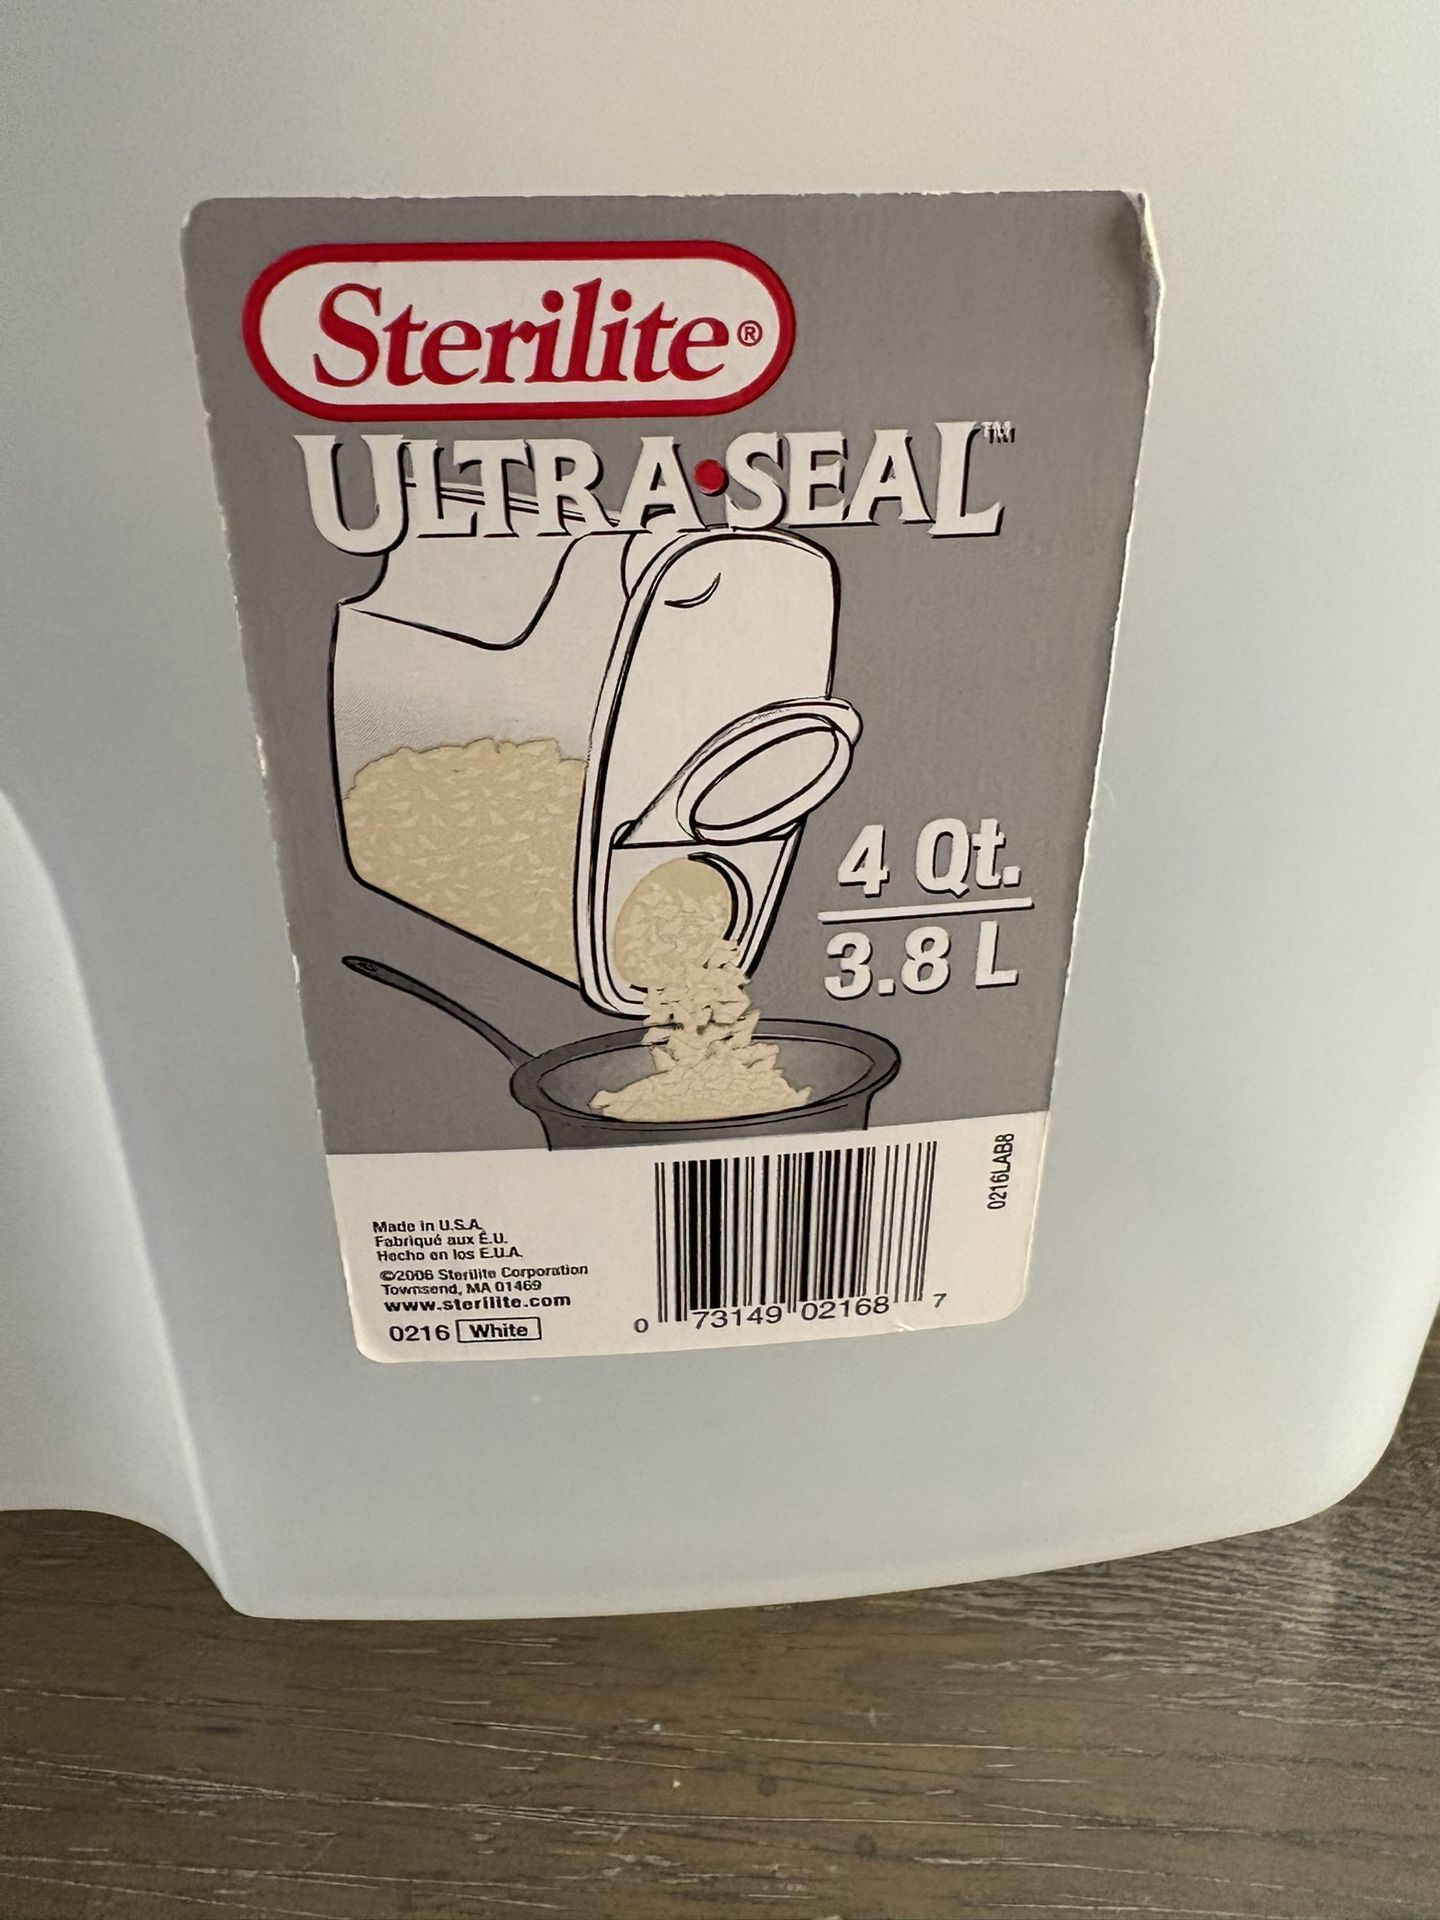 Sterilite®
ULTRA•SEAL™
4 Qt.
3.8 L
0216LAB8
Made in U.S.A.
Fabriqué aux É.U.
Hecho en los E.U.A.
©2006 Sterilite Corporation
Townsend, MA 01469
www.sterilite.com
0216 White
0 73149 02168 7